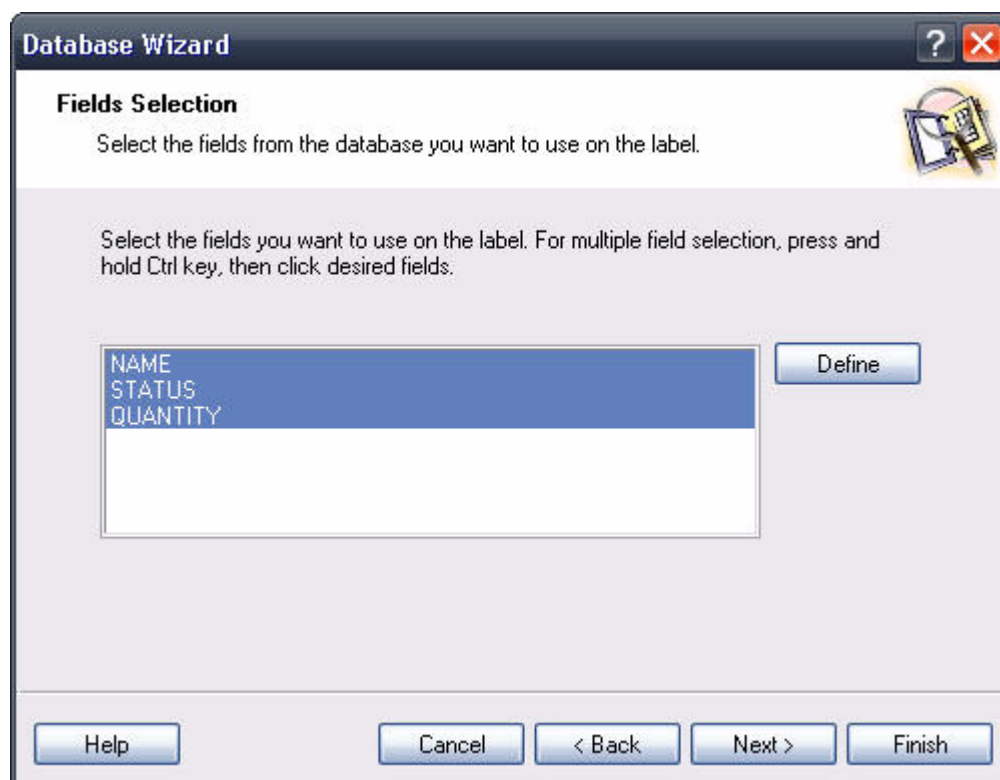 Database Wizard
?
Fields Selection
Select the fields from the database you want to use on the label.
Select the fields you want to use on the label. For multiple field selection, press and
hold Ctrl key, then click desired fields.
NAME
STATUS
QUANTITY
Define
Help
Cancel
< Back
Next >
Finish